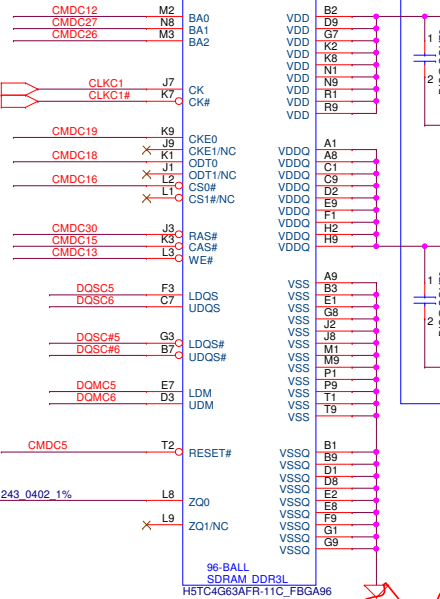 CMDC12 M2 BA0 VDD B2
CMDC27 N8 BA1 VDD D9
CMDC26 M3 BA2 VDD G7
VDD K2
VDD K8
VDD N1
CLKC1 J7 CK VDD N9
CLKC1# K7 CK# VDD R1
VDD R9
CMDC19 K9 CKE0
J9 CKE1/NC VDDQ A1
CMDC18 K1 ODT0 VDDQ A8
J1 ODT1/NC VDDQ C1
CMDC16 L2 CS0# VDDQ C9
L1 CS1#/NC VDDQ D2
VDDQ E9
VDDQ F1
CMDC30 J3 RAS# VDDQ H2
CMDC15 K3 CAS# VDDQ H9
CMDC13 L3 WE#
VSS A9
DQSC5 F3 LDQS VSS B3
DQSC6 C7 UDQS VSS E1
VSS G8
VSS J2
DQSC#5 G3 LDQS# VSS J8
DQSC#6 B7 UDQS# VSS M1
VSS M9
VSS P1
DQMC5 E7 LDM VSS P9
DQMC6 D3 UDM VSS T1
VSS T9
CMDC5 T2 RESET# VSSQ B1
VSSQ B9
VSSQ D1
VSSQ D8
243_0402_1% L8 ZQ0 VSSQ E2
VSSQ E8
L9 ZQ1/NC VSSQ F9
VSSQ G1
VSSQ G9
1
2
1
2
96-BALL
SDRAM_DDR3L
H5TC4G63AFR-11C_FBGA96